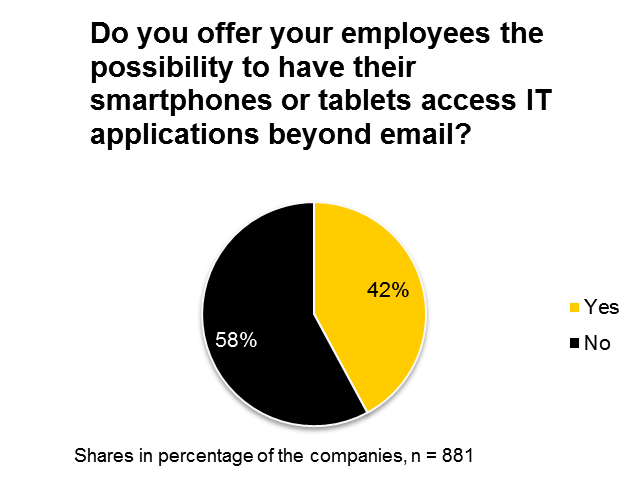 Do you offer your employees the
possibility to have their
smartphones or tablets access IT
applications beyond email?
42%
58%
Yes
No
Shares in percentage of the companies, n = 881